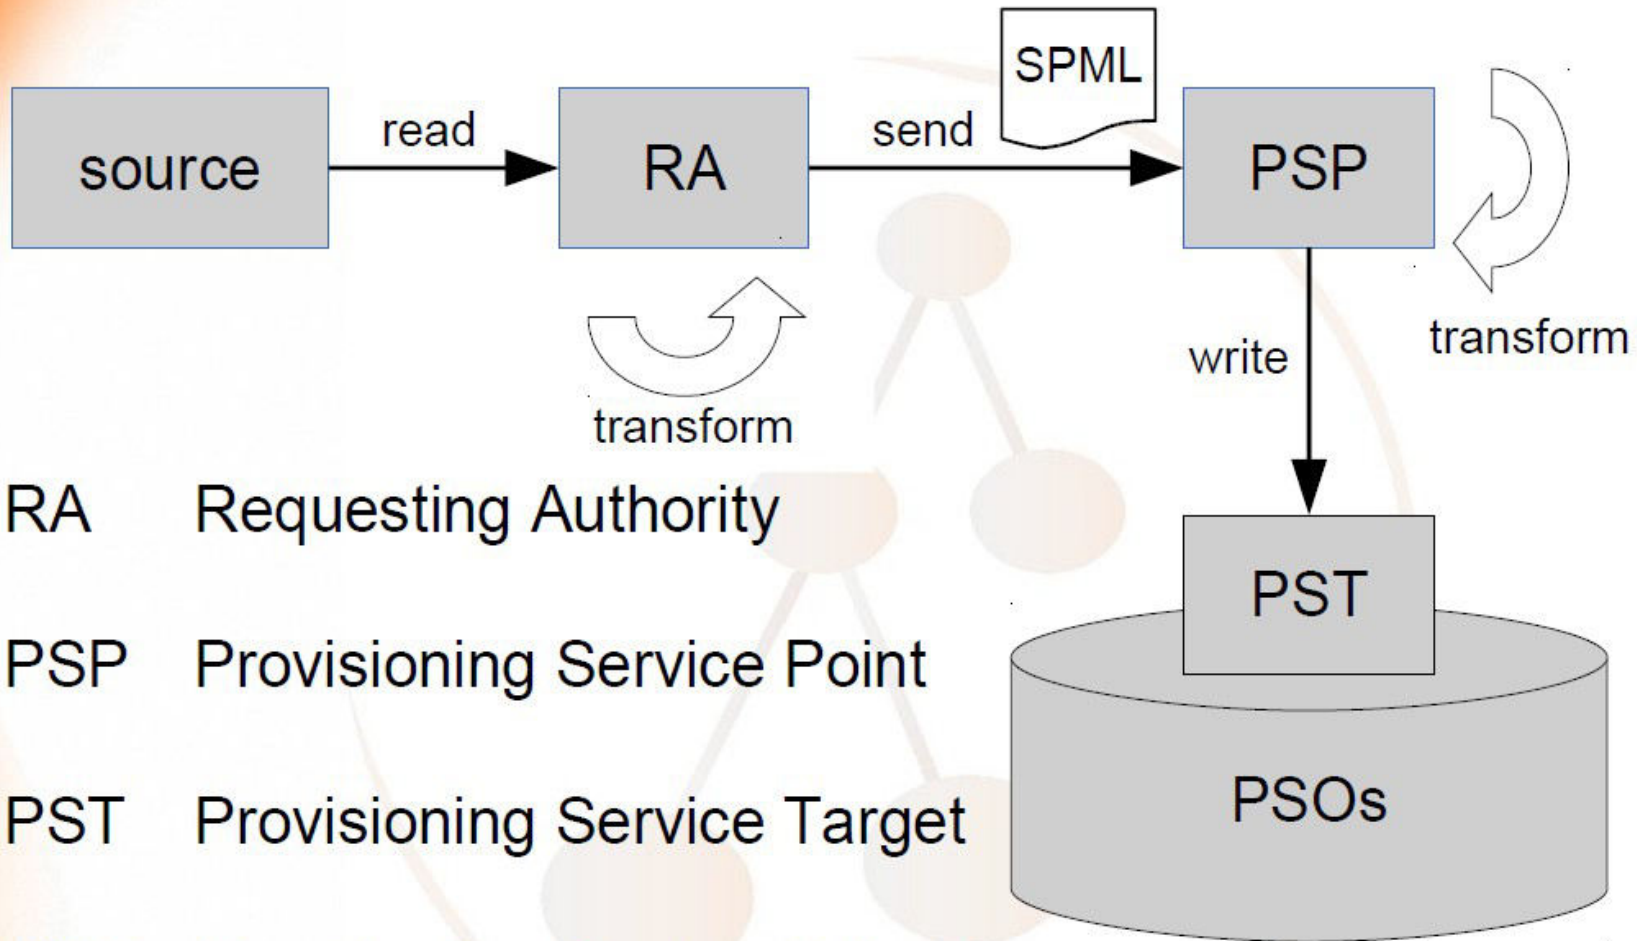 SPML
source
read
RA
send
PSP
transform
write
transform
RA Requesting Authority
PSP Provisioning Service Point
PST Provisioning Service Target
PST
PSOs